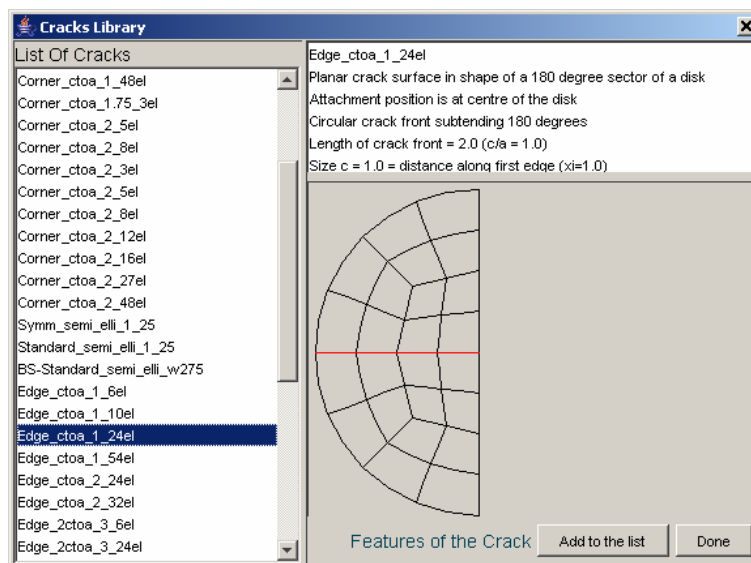 Cracks Library
List Of Cracks
Corner_ctoa_1_48el
Corner_ctoa_1.75_3el
Corner_ctoa_2_5el
Corner_ctoa_2_8el
Corner_ctoa_2_3el
Corner_ctoa_2_5el
Corner_ctoa_2_8el
Corner_ctoa_2_12el
Corner_ctoa_2_16el
Corner_ctoa_2_27el
Corner_ctoa_2_48el
Symm_semi_elli_1_25
Standard_semi_elli_1_25
BS-Standard_semi_elli_w275
Edge_ctoa_1_6el
Edge_ctoa_1_10el
Edge_ctoa_1_24el
Edge_ctoa_1_54el
Edge_ctoa_2_24el
Edge_ctoa_2_32el
Edge_2ctoa_3_6el
Edge_2ctoa_3_24el
Edge_ctoa_1_24el
Planar crack surface in shape of a 180 degree sector of a disk
Attachment position is at centre of the disk
Circular crack front subtending 180 degrees
Length of crack front = 2.0 (c/a = 1.0)
Size c = 1.0 = distance along first edge (xi=1.0)
Features of the Crack
Add to the list
Done